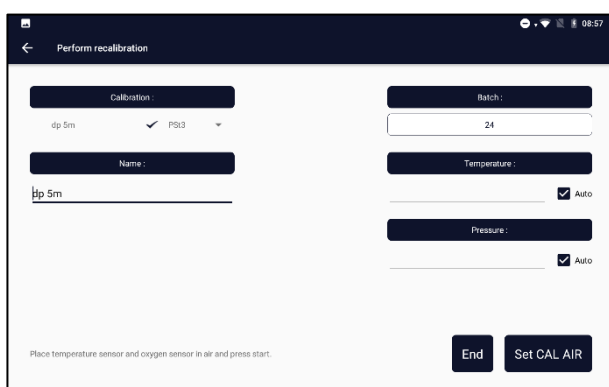 08:57
Perform recalibration
Calibration :
dp 5m PSt3
Name :
dp 5m
Batch :
24
Temperature :
Auto
Pressure :
Auto
Place temperature sensor and oxygen sensor in air and press start.
End
Set CAL AIR